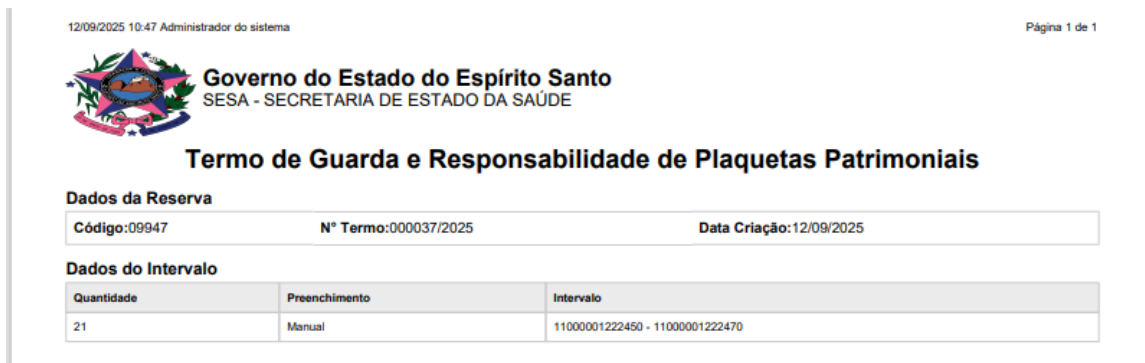 12/09/2025 10:47 Administrador do sistema Página 1 de 1
Governo do Estado do Espírito Santo
SESA - SECRETARIA DE ESTADO DA SAÚDE
Termo de Guarda e Responsabilidade de Plaquetas Patrimoniais
Dados da Reserva
Código:09947 N° Termo:000037/2025 Data Criação:12/09/2025
Dados do Intervalo
Quantidade Preenchimento Intervalo
21 Manual 11000001222450 - 11000001222470